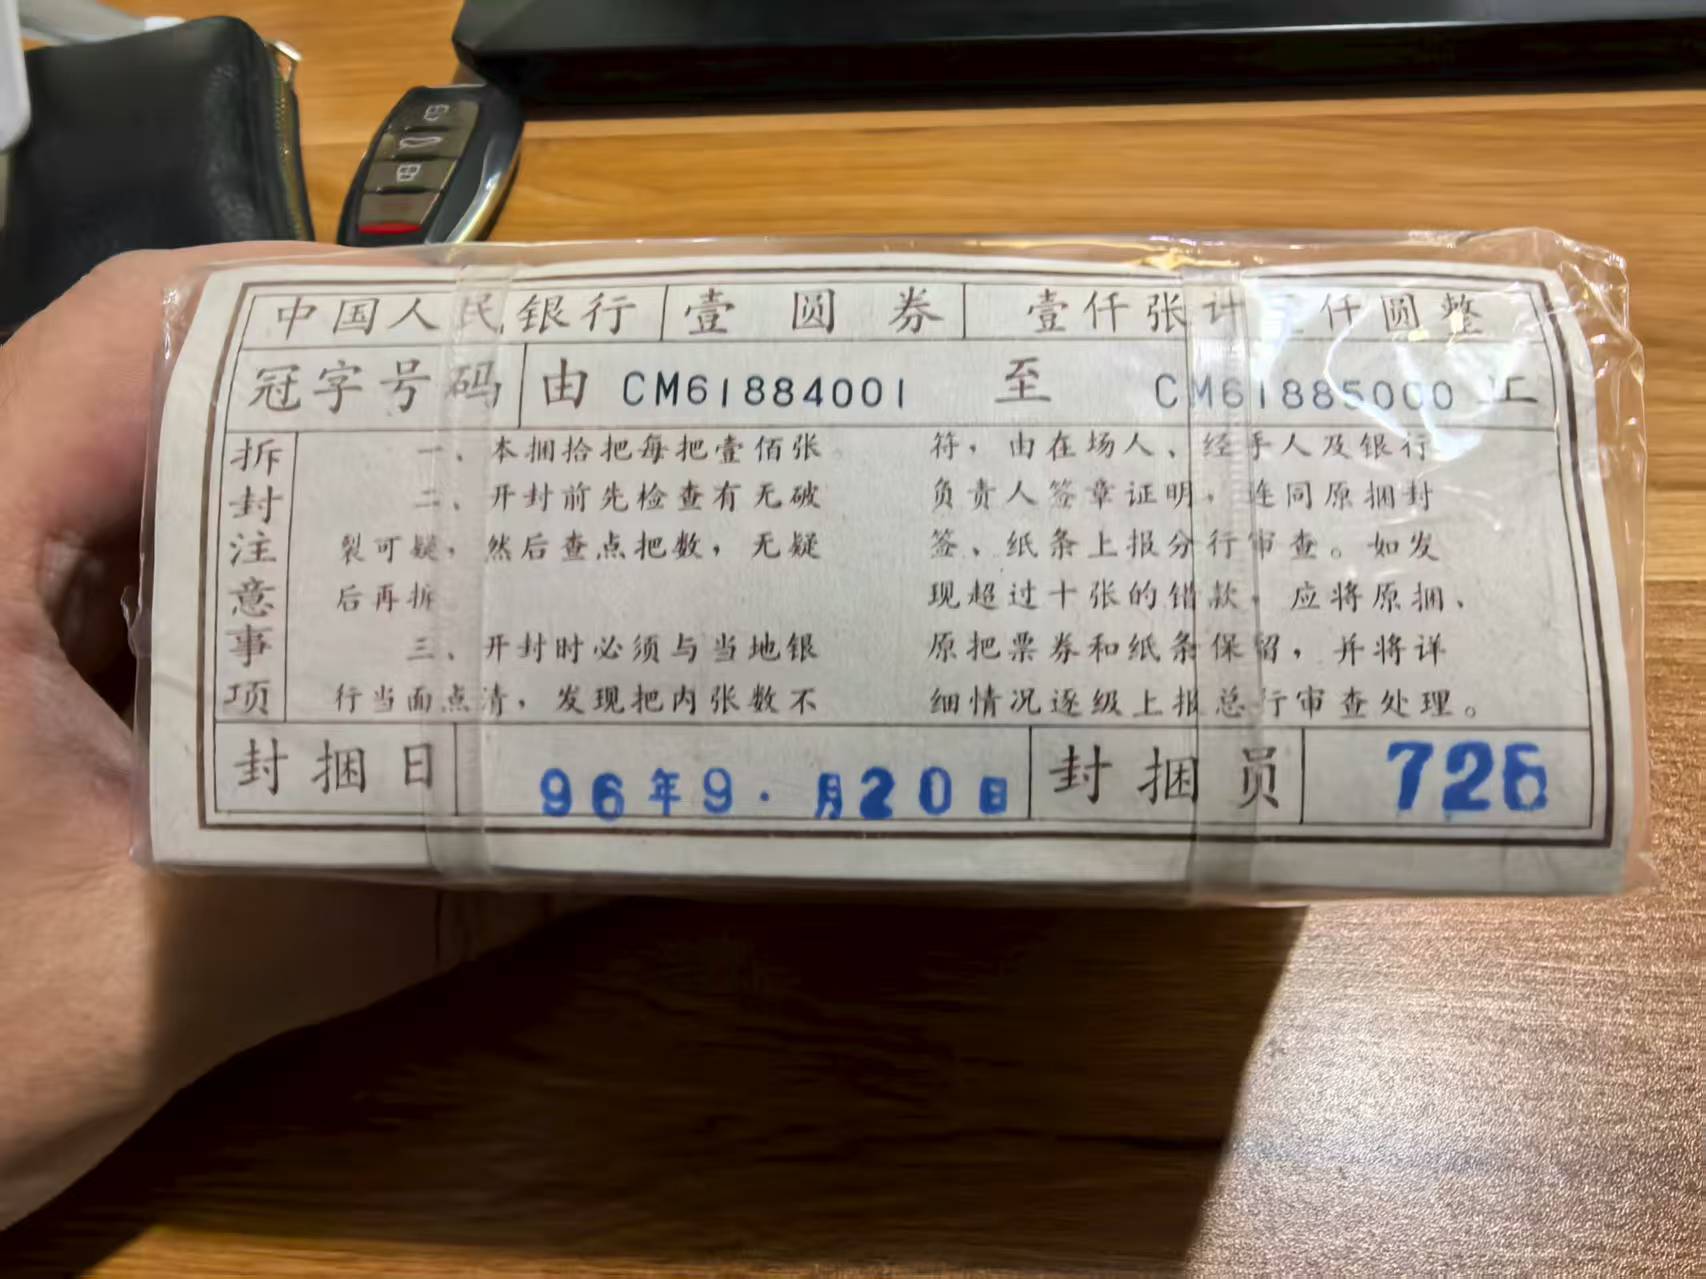 中国人民银行 壹圆券 壹仟张计壹仟圆整
冠字号码 由 CM61884001 至 CM61885000 止
拆封注意事项
一、本捆拾把每把壹佰张。
二、开封前先检查有无破
裂可疑，然后查点把数，无疑
后再拆
三、开封时必须与当地银
行当面点清，发现把内张数不
符，由在场人、经手人及银行
负责人签章证明，连同原捆封
签、纸条上报分行审查。如发
现超过十张的错款，应将原捆、
原把票券和纸条保留，并将详
细情况逐级上报总行审查处理。
封捆日 96年9·月20日 封捆员 726